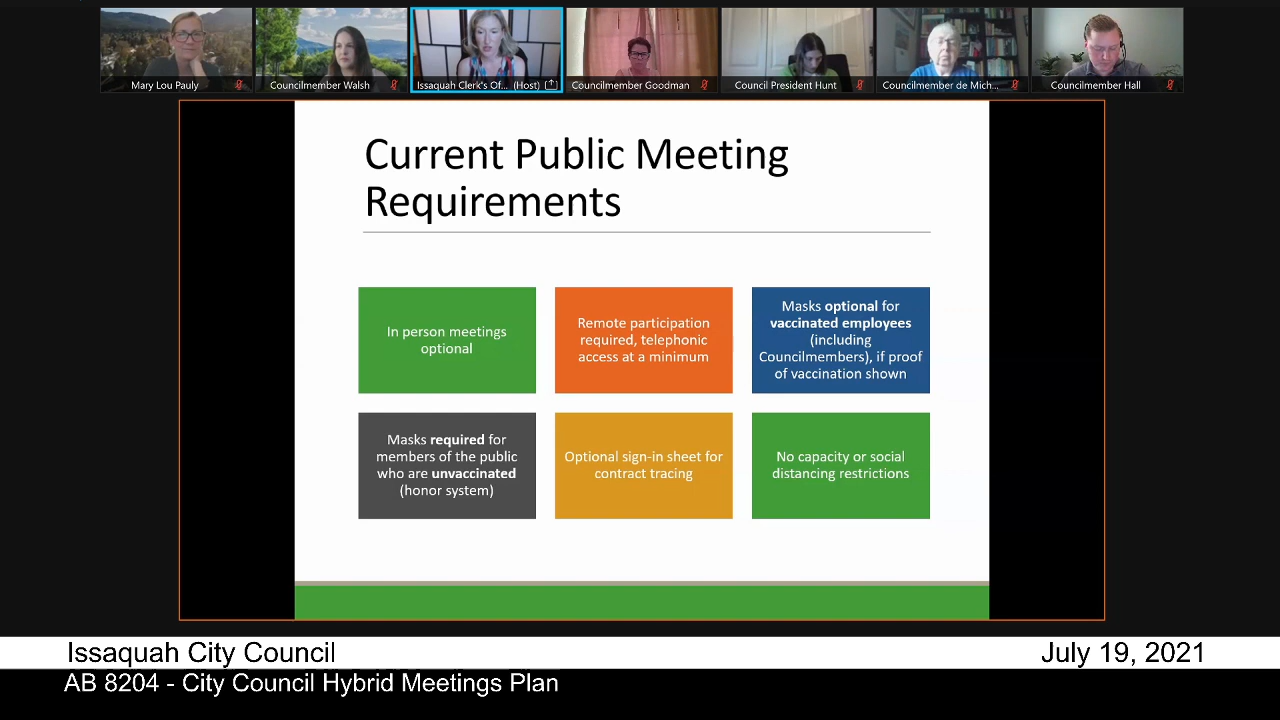 Mary Lou Pauly
Councilmember Walsh
Issaquah Clerk's Of... (Host)
Councilmember Goodman
Council President Hunt
Councilmember de Mich...
Councilmember Hall
Current Public Meeting
Requirements
In person meetings
optional
Remote participation
required, telephonic
access at a minimum
Masks optional for
vaccinated employees
(including
Councilmembers), if proof
of vaccination shown
Masks required for
members of the public
who are unvaccinated
(honor system)
Optional sign-in sheet for
contract tracing
No capacity or social
distancing restrictions
Issaquah City Council
July 19, 2021
AB 8204 - City Council Hybrid Meetings Plan